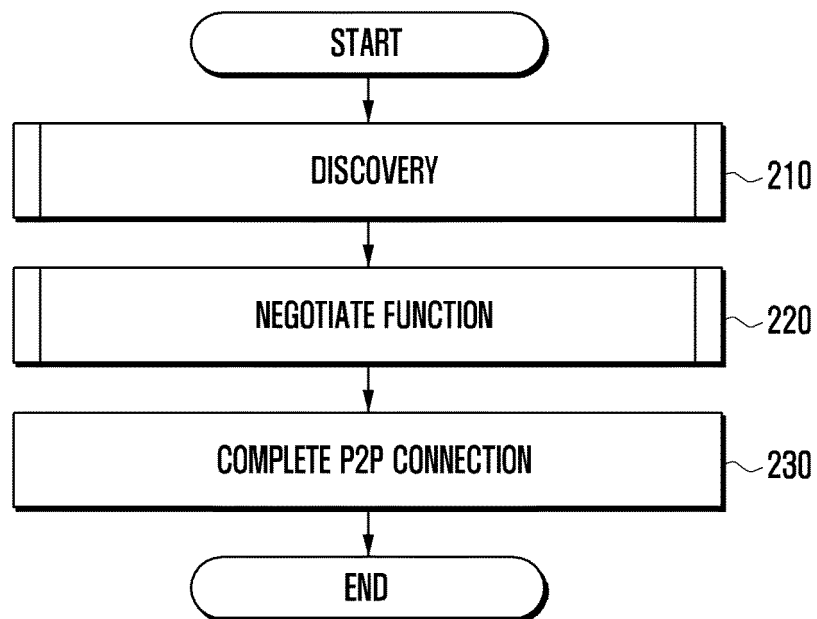 START
DISCOVERY
210
NEGOTIATE FUNCTION
220
COMPLETE P2P CONNECTION
230
END